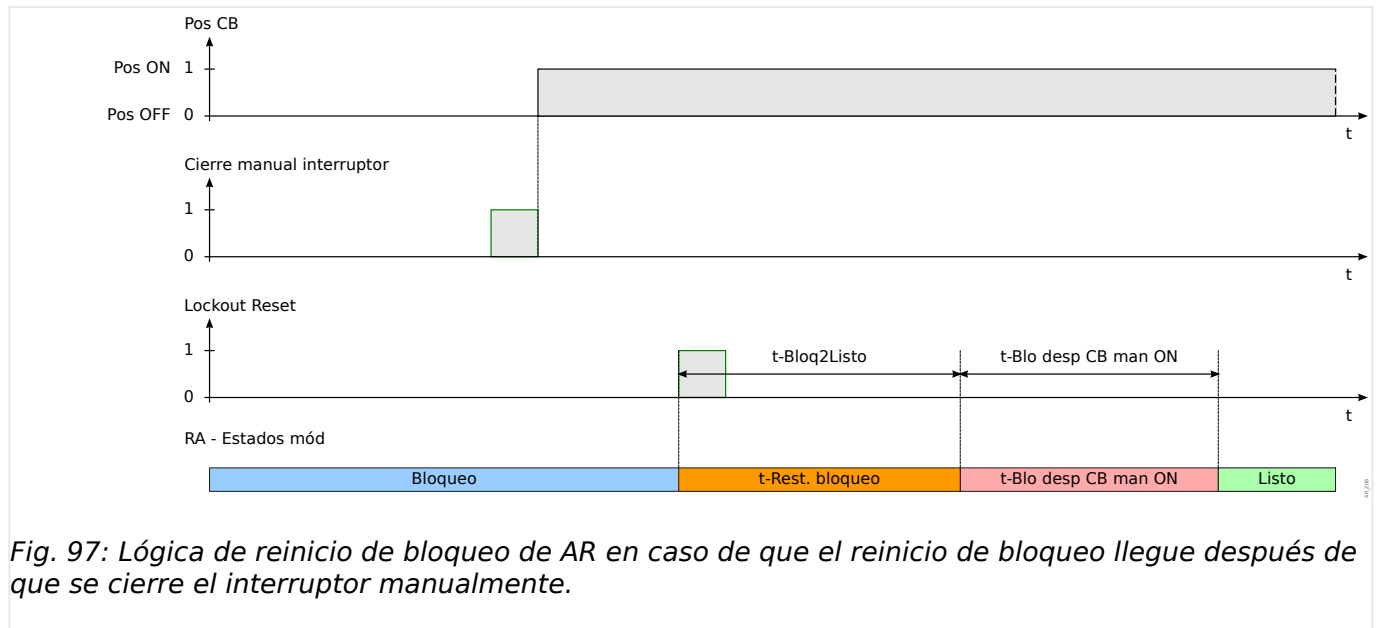 Pos CB
Pos ON 1
Pos OFF 0
t
Cierre manual interruptor
1
0
t
Lockout Reset
1
t-Bloq2Listo t-Blo desp CB man ON
0
t
RA - Estados mód
Bloqueo t-Rest. bloqueo t-Blo desp CB man ON Listo
Fig. 97: Lógica de reinicio de bloqueo de AR en caso de que el reinicio de bloqueo llegue después de
que se cierre el interruptor manualmente.